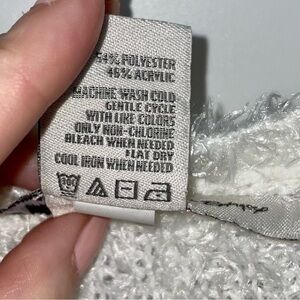 54% POLYESTER
46% ACRYLIC
MACHINE WASH COLD
GENTLE CYCLE
WITH LIKE COLORS
ONLY NON-CHLORINE
BLEACH WHEN NEEDED
FLAT DRY
COOL IRON WHEN NEEDED